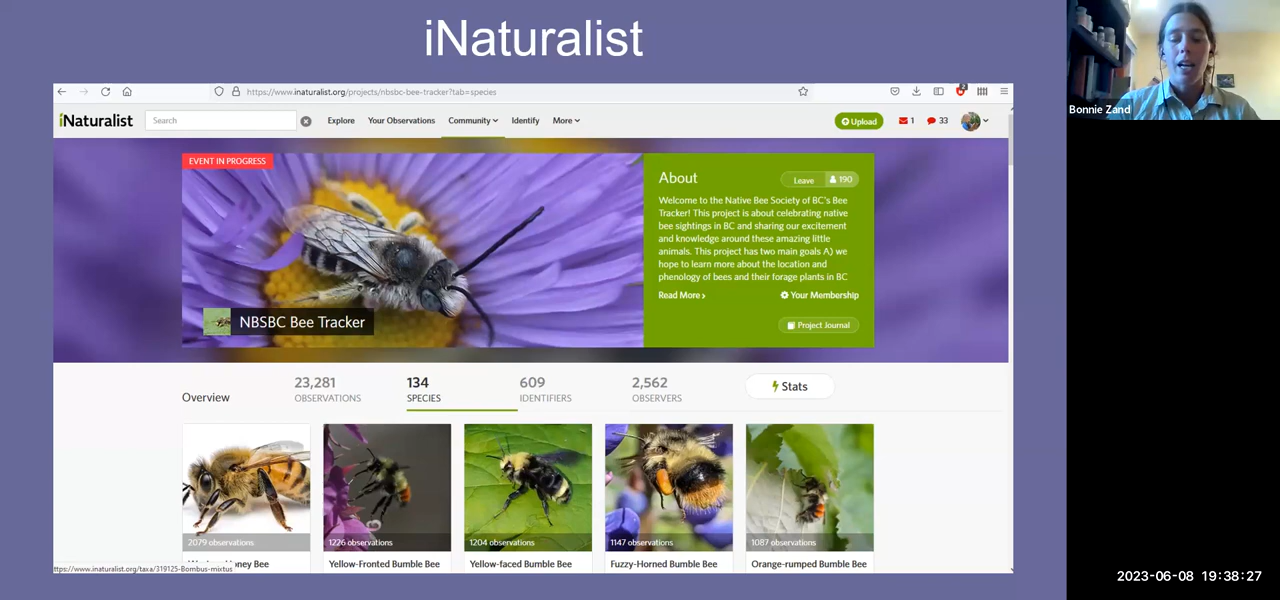 iNaturalist
Bonnie Zand
https://www.inaturalist.org/projects/nbsbc-bee-tracker?tab=species
iNaturalist
Search
Explore
Your Observations
Community
Identify
More
Upload
1
33
EVENT IN PROGRESS
About
Leave
190
Welcome to the Native Bee Society of BC's Bee
Tracker! This project is about celebrating native
bee sightings in BC and sharing our excitement
and knowledge around these amazing little
animals. This project has two main goals A) we
hope to learn more about the location and
phenology of bees and their forage plants in BC
Read More
Your Membership
NBSBC Bee Tracker
Project Journal
Overview
23,281
OBSERVATIONS
134
SPECIES
609
IDENTIFIERS
2,562
OBSERVERS
Stats
2079 observations
1226 observations
1204 observations
1147 observations
1087 observations
Honey Bee
Yellow-Fronted Bumble Bee
Yellow-faced Bumble Bee
Fuzzy-Horned Bumble Bee
Orange-rumped Bumble Bee
ttps://www.inaturalist.org/taxa/319125-Bombus-mixtus
2023-06-08 19:38:27